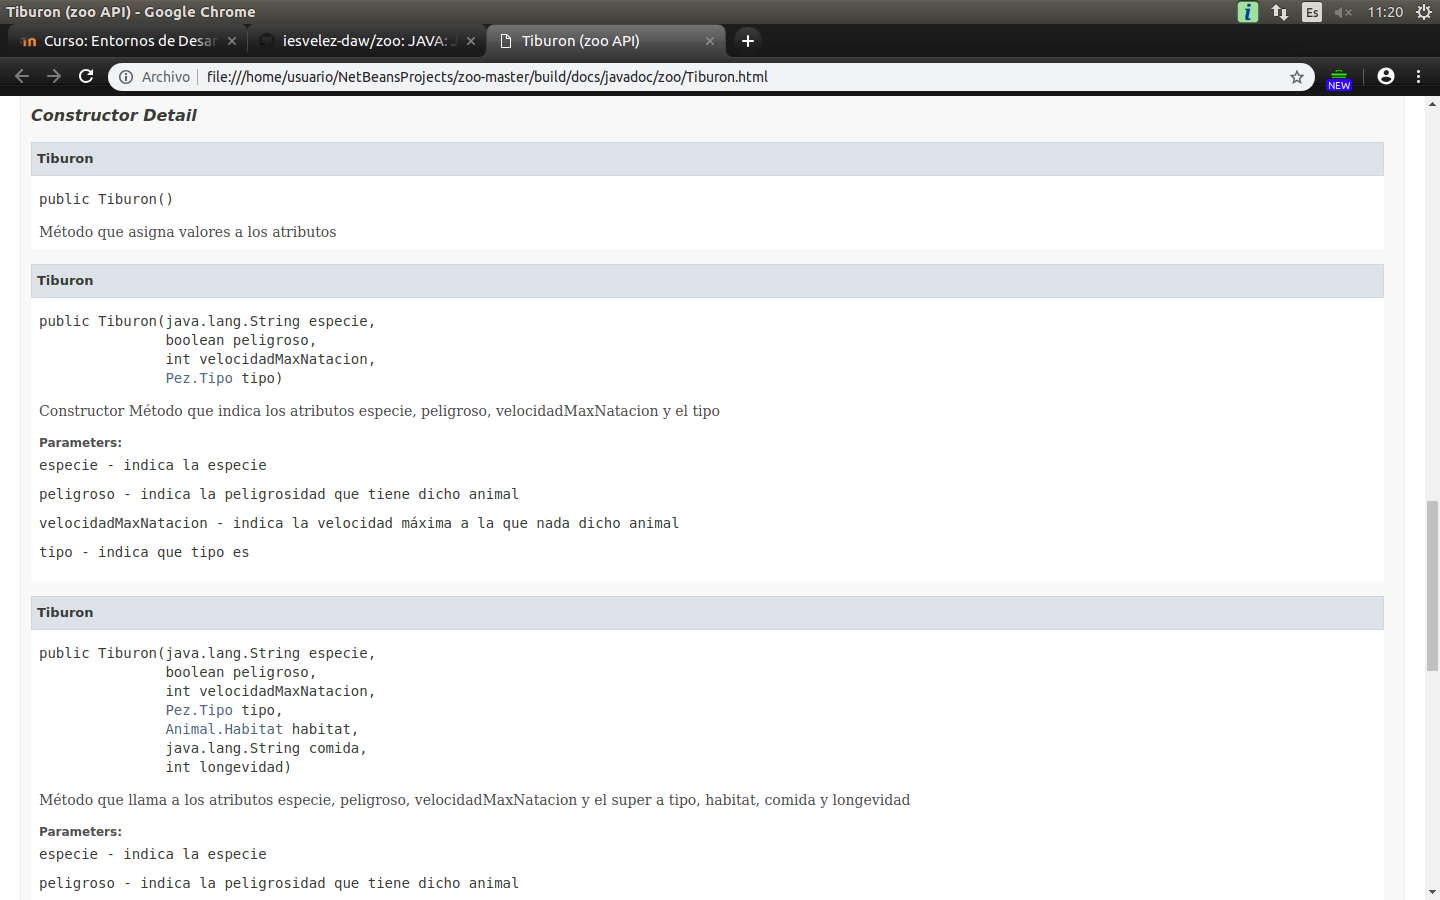 Tiburon (zoo API) - Google Chrome
Es
11:20
Curso: Entornos de Desar
iesvelez-daw/zoo: JAVA: J
Tiburon (zoo API)
Archivo
file:///home/usuario/NetBeansProjects/zoo-master/build/docs/javadoc/zoo/Tiburon.html
NEW
Constructor Detail
Tiburon
public Tiburon()
Método que asigna valores a los atributos
Tiburon
public Tiburon(java.lang.String especie,
boolean peligroso,
int velocidadMaxNatacion,
Pez.Tipo tipo)
Constructor Método que indica los atributos especie, peligroso, velocidadMaxNatacion y el tipo
Parameters:
especie - indica la especie
peligroso - indica la peligrosidad que tiene dicho animal
velocidadMaxNatacion - indica la velocidad máxima a la que nada dicho animal
tipo - indica que tipo es
Tiburon
public Tiburon(java.lang.String especie,
boolean peligroso,
int velocidadMaxNatacion,
Pez.Tipo tipo,
Animal.Habitat habitat,
java.lang.String comida,
int longevidad)
Método que llama a los atributos especie, peligroso, velocidadMaxNatacion y el super a tipo, habitat, comida y longevidad
Parameters:
especie - indica la especie
peligroso - indica la peligrosidad que tiene dicho animal